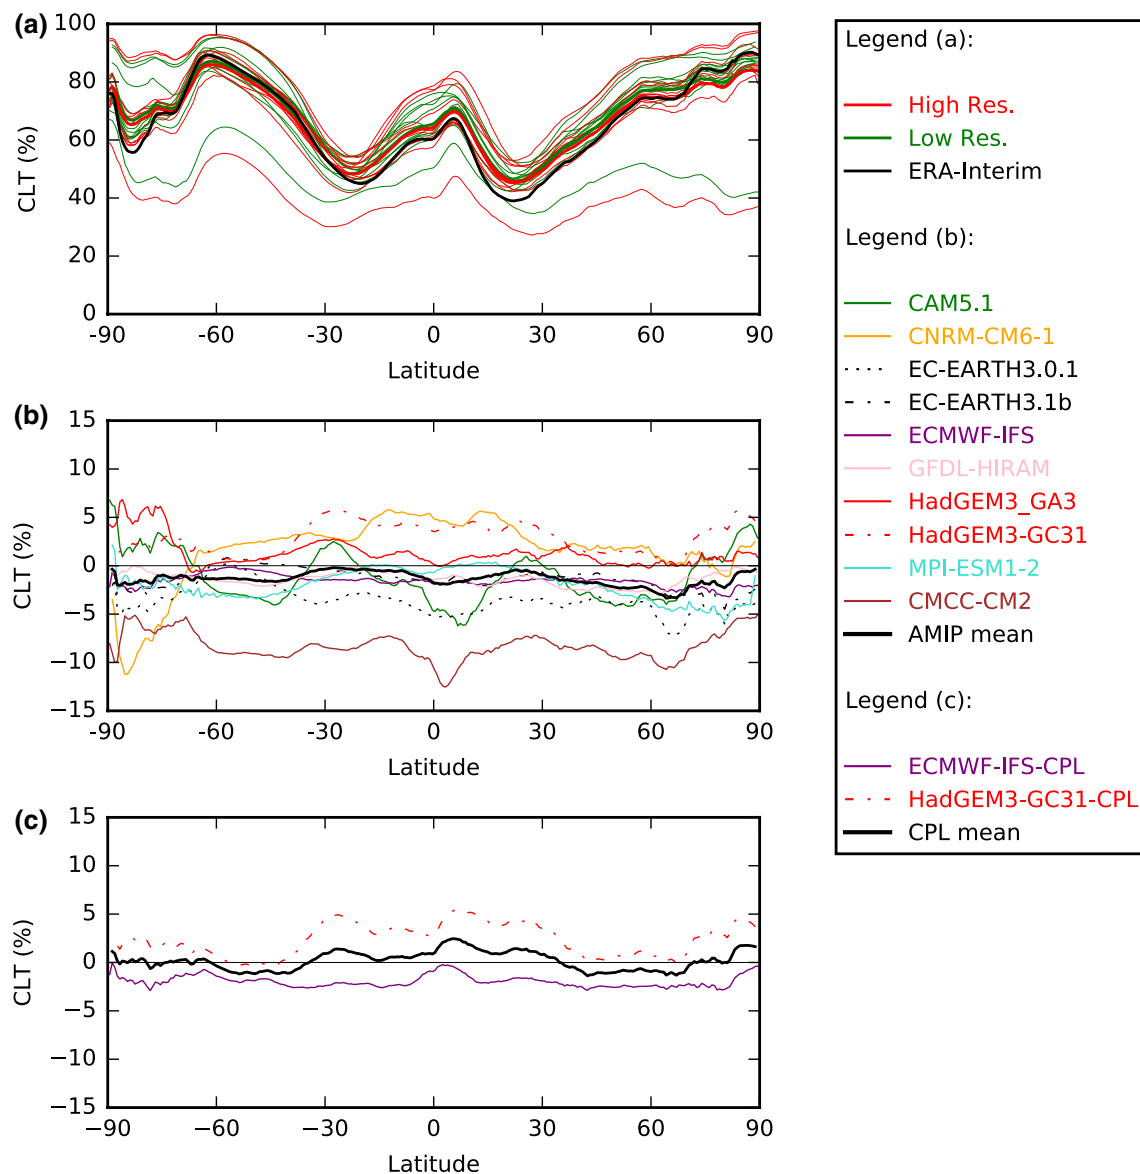 (a)
100
80
60
40
20
0
CLT (%)
-90 -60 -30 0 30 60 90
Latitude
(b)
15
10
5
0
−5
−10
−15
CLT (%)
-90 -60 -30 0 30 60 90
Latitude
(c)
15
10
5
0
−5
−10
−15
CLT (%)
−90 −60 −30 0 30 60 90
Latitude
Legend (a):
High Res.
Low Res.
ERA-Interim
Legend (b):
CAM5.1
CNRM-CM6-1
EC-EARTH3.0.1
EC-EARTH3.1b
ECMWF-IFS
GFDL-HIRAM
HadGEM3_GA3
HadGEM3-GC31
MPI-ESM1-2
CMCC-CM2
AMIP mean
Legend (c):
ECMWF-IFS-CPL
HadGEM3-GC31-CPL
CPL mean